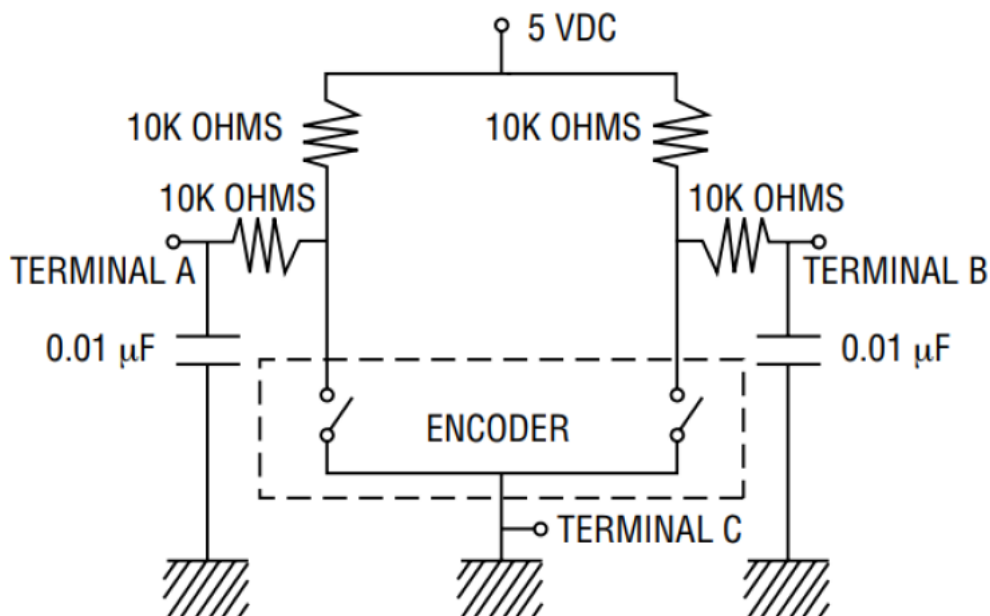 5 VDC
10K OHMS
10K OHMS
10K OHMS
10K OHMS
TERMINAL A
TERMINAL B
0.01 μF
0.01 μF
ENCODER
TERMINAL C